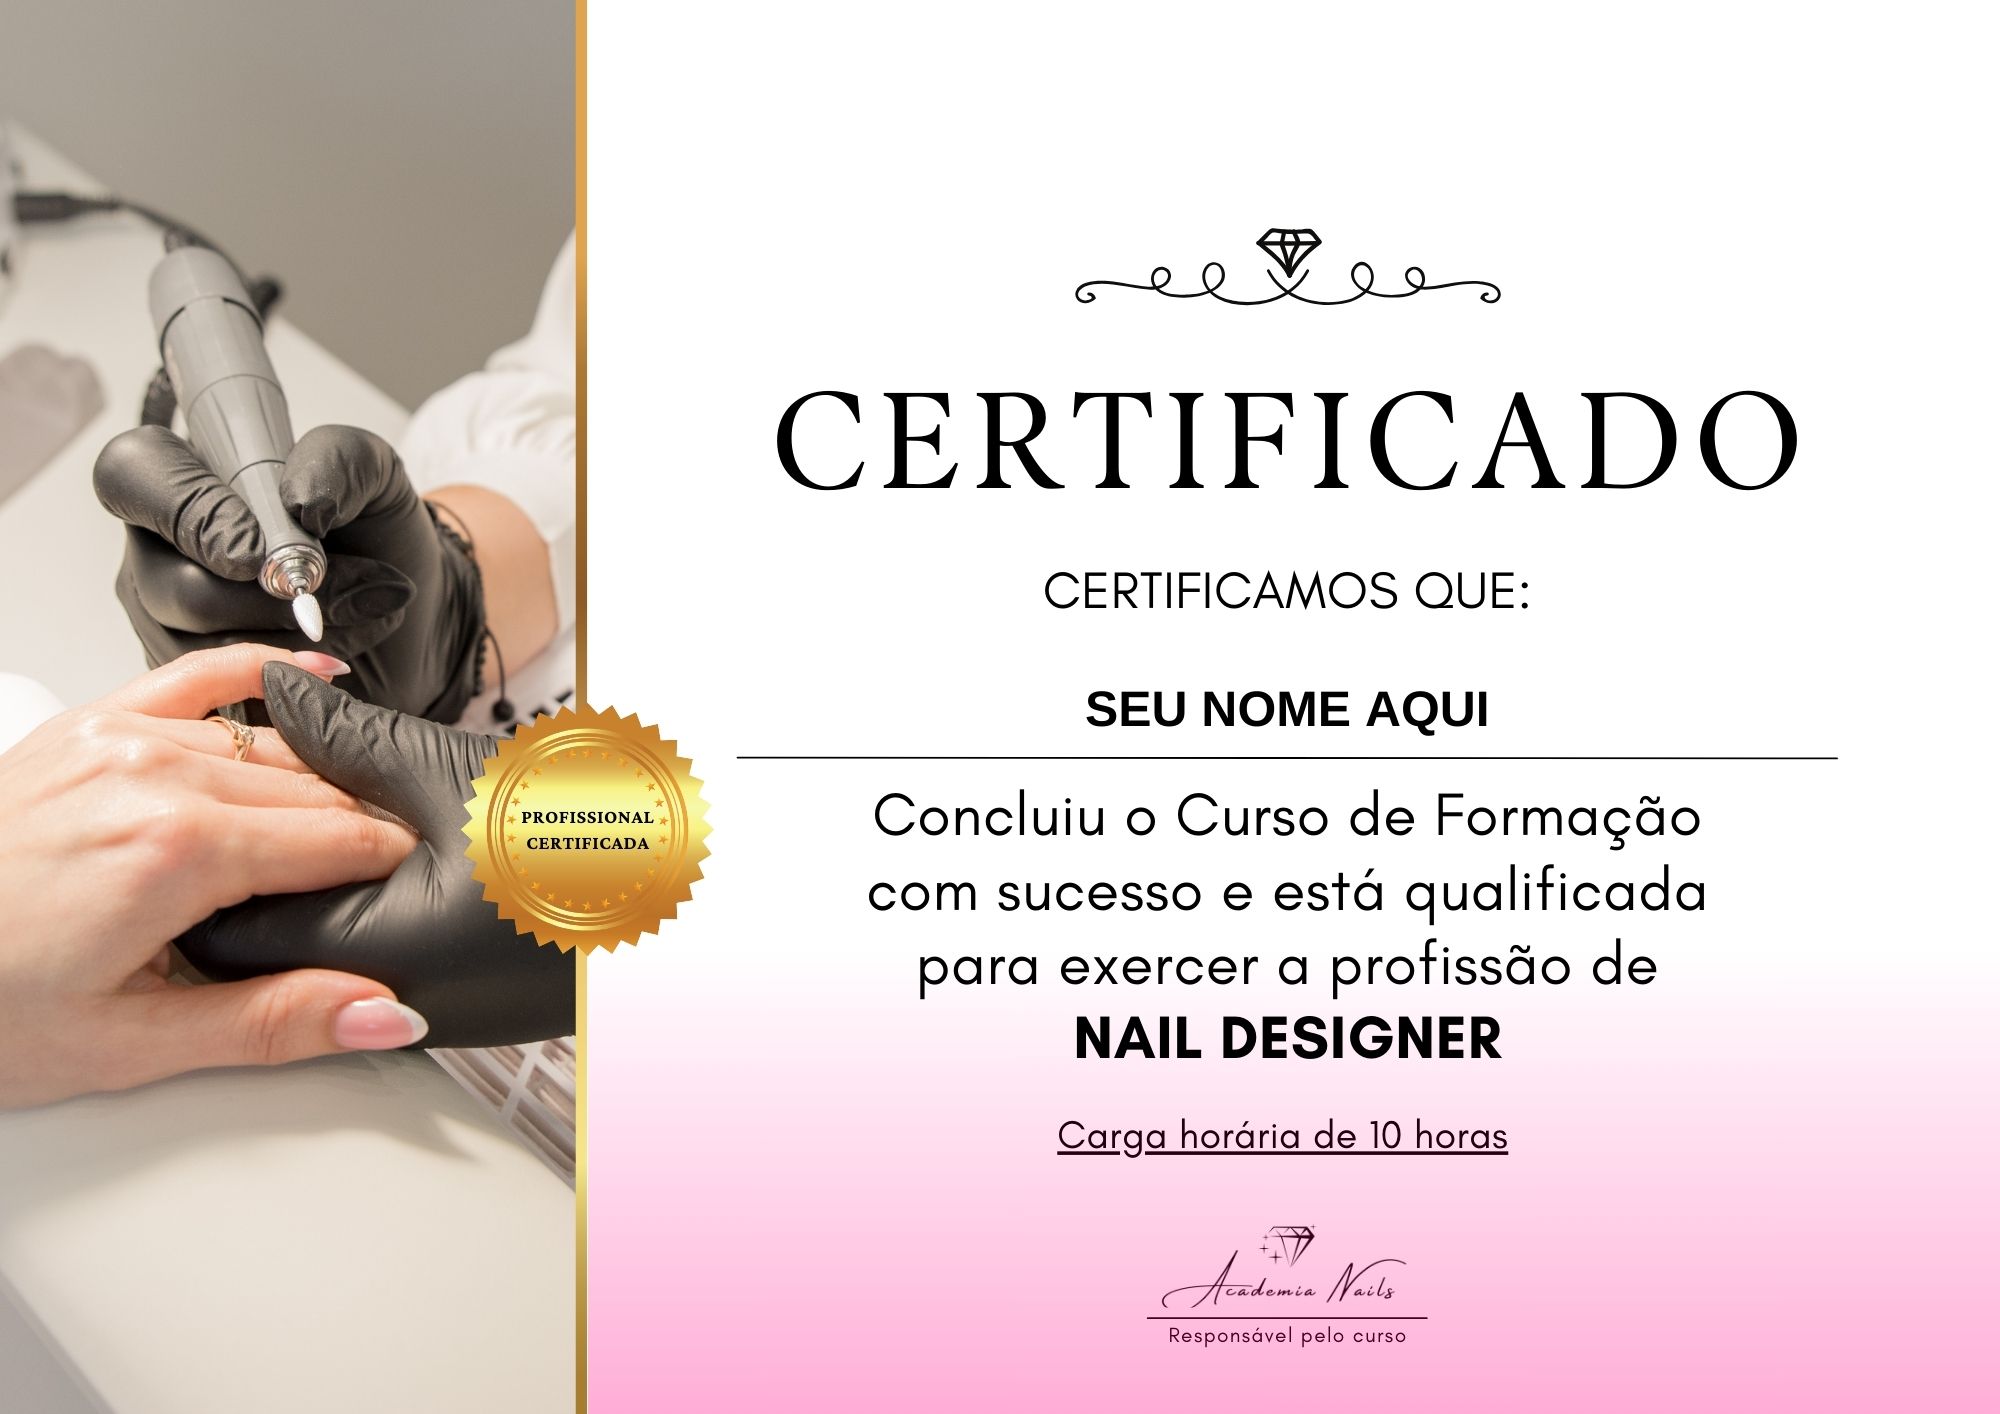 CERTIFICADO
CERTIFICAMOS QUE:
SEU NOME AQUI
PROFISSIONAL
CERTIFICADA
Concluiu o Curso de Formação
com sucesso e está qualificada
para exercer a profissão de
NAIL DESIGNER
Carga horária de 10 horas
Academia Nails
Responsável pelo curso